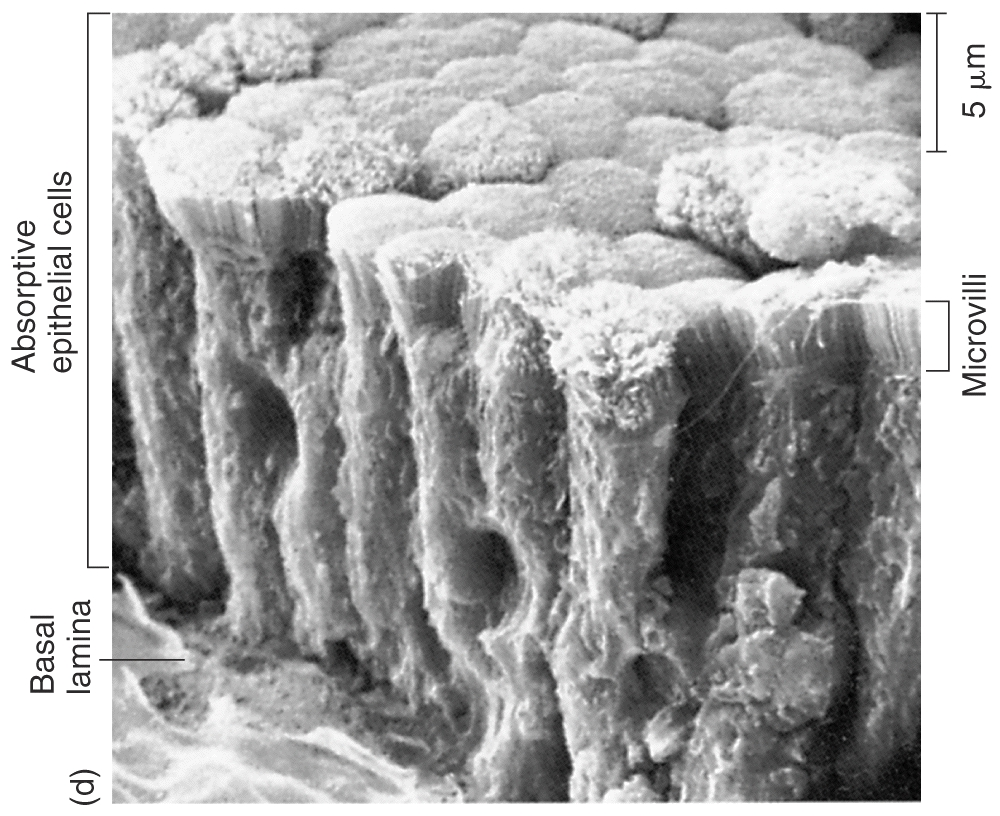 Absorptive
epithelial cells
5 μm
Microvilli
Basal
lamina
(d)